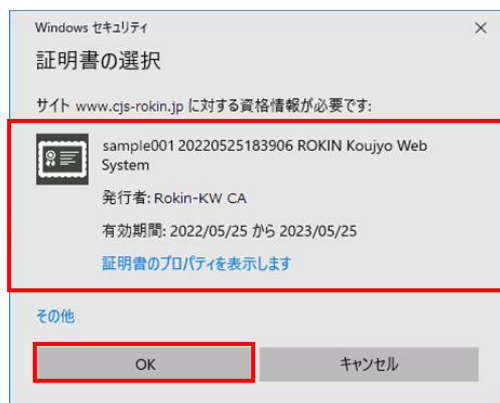 Windows セキュリティ
証明書の選択
サイト www.cjs-rokin.jp に対する資格情報が必要です:
sample001 20220525183906 ROKIN Koujyo Web
System
発行者: Rokin-KW CA
有効期間: 2022/05/25 から 2023/05/25
証明書のプロパティを表示します
その他
OK
キャンセル